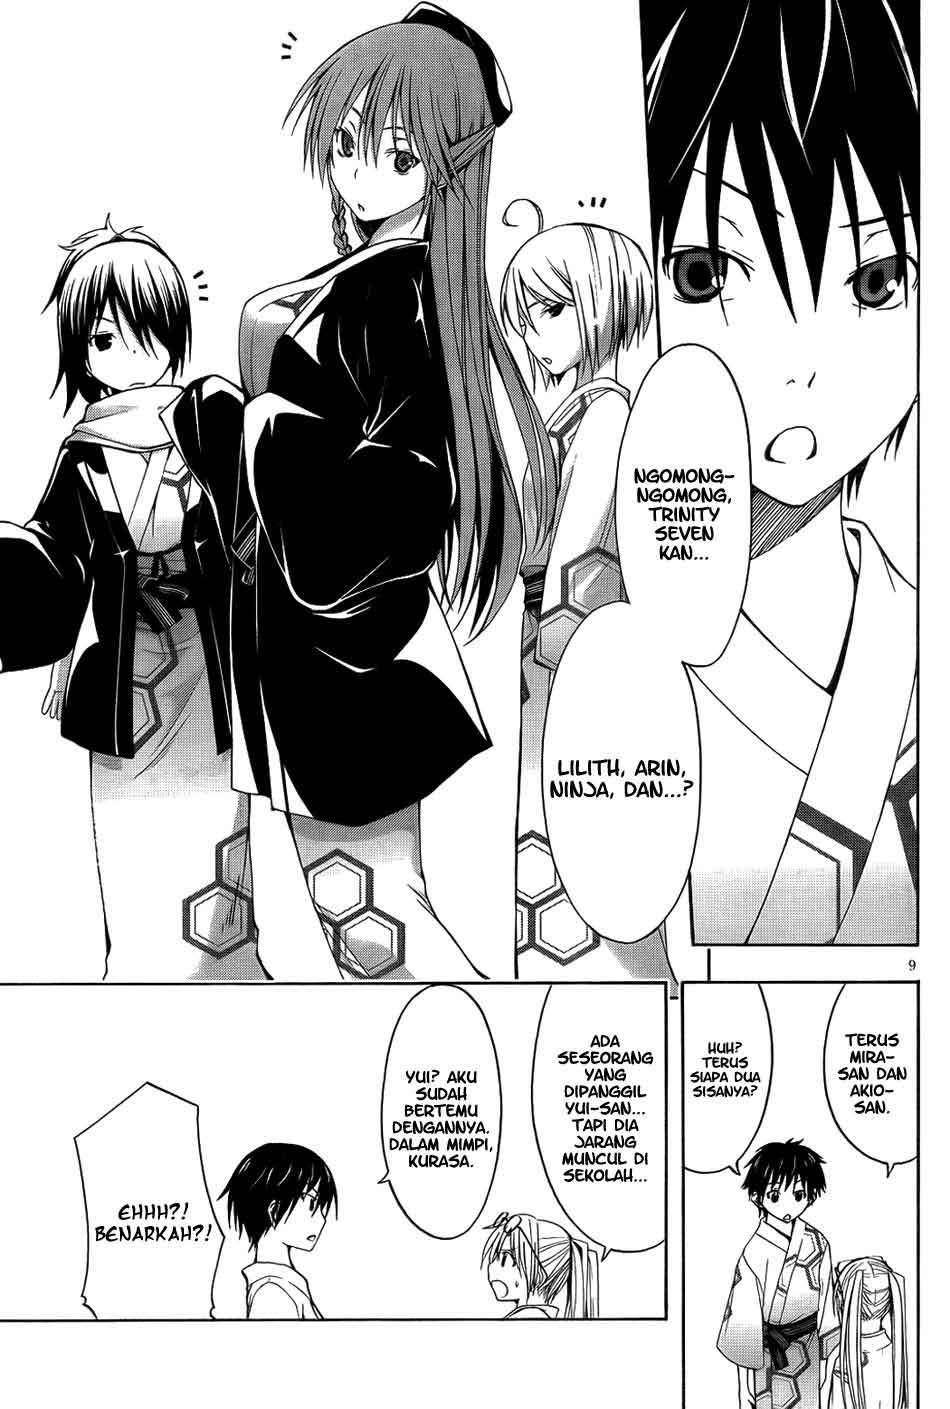 NGOMONG-
NGOMONG,
TRINITY
SEVEN
KAN...
LILITH, ARIN,
NINJA, DAN...?
9
TERUS
MIRA-
SAN DAN
AKIO-
SAN.
HUH?
TERUS
SIAPA DUA
SISANYA?
ADA
SESEORANG
YANG
DIPANGGIL
YUI-SAN...
TAPI DIA
JARANG
MUNCUL DI
SEKOLAH...
YUI? AKU
SUDAH
BERTEMU
DENGANNYA.
DALAM MIMPI,
KURASA.
EHHH?!
BENARKAH?!